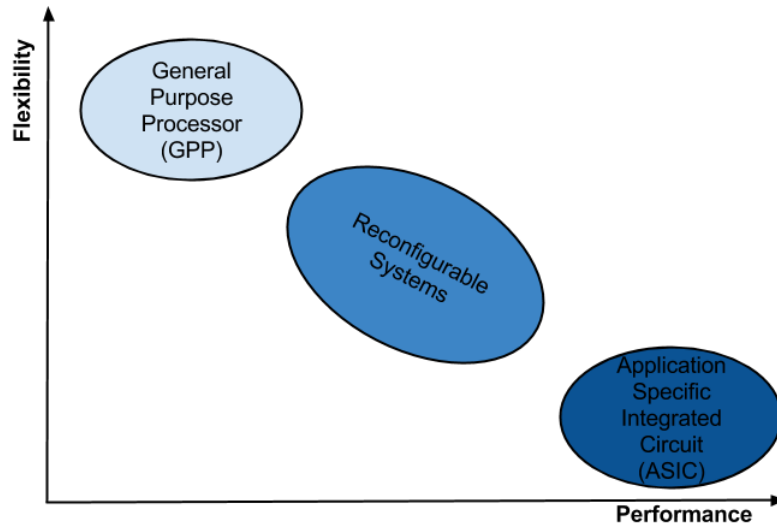 Flexibility
General
Purpose
Processor
(GPP)
Reconfigurable
Systems
Application
Specific
Integrated
Circuit
(ASIC)
Performance